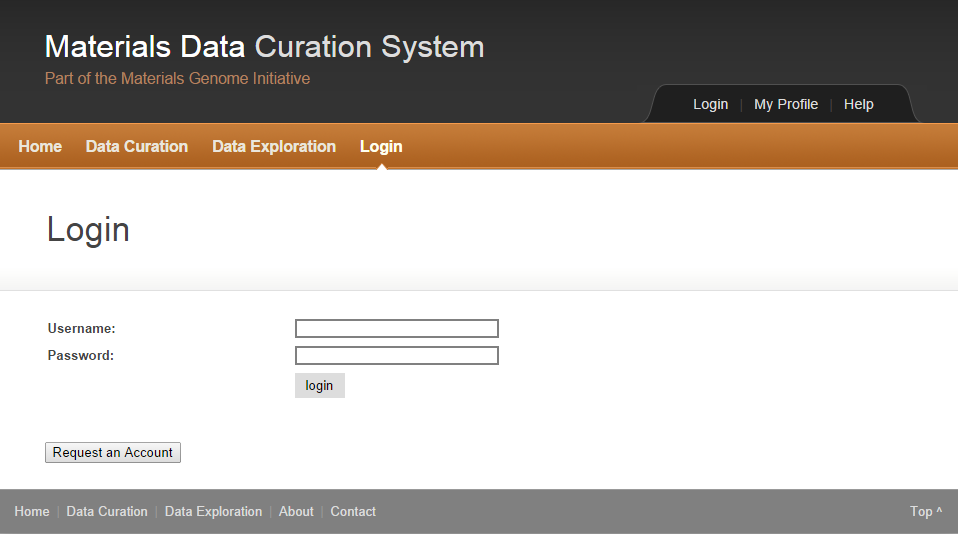 Materials Data Curation System
Part of the Materials Genome Initiative
Login | My Profile | Help
Home Data Curation Data Exploration Login
Login
Username:
Password:
login
Request an Account
Home | Data Curation | Data Exploration | About | Contact Top ^